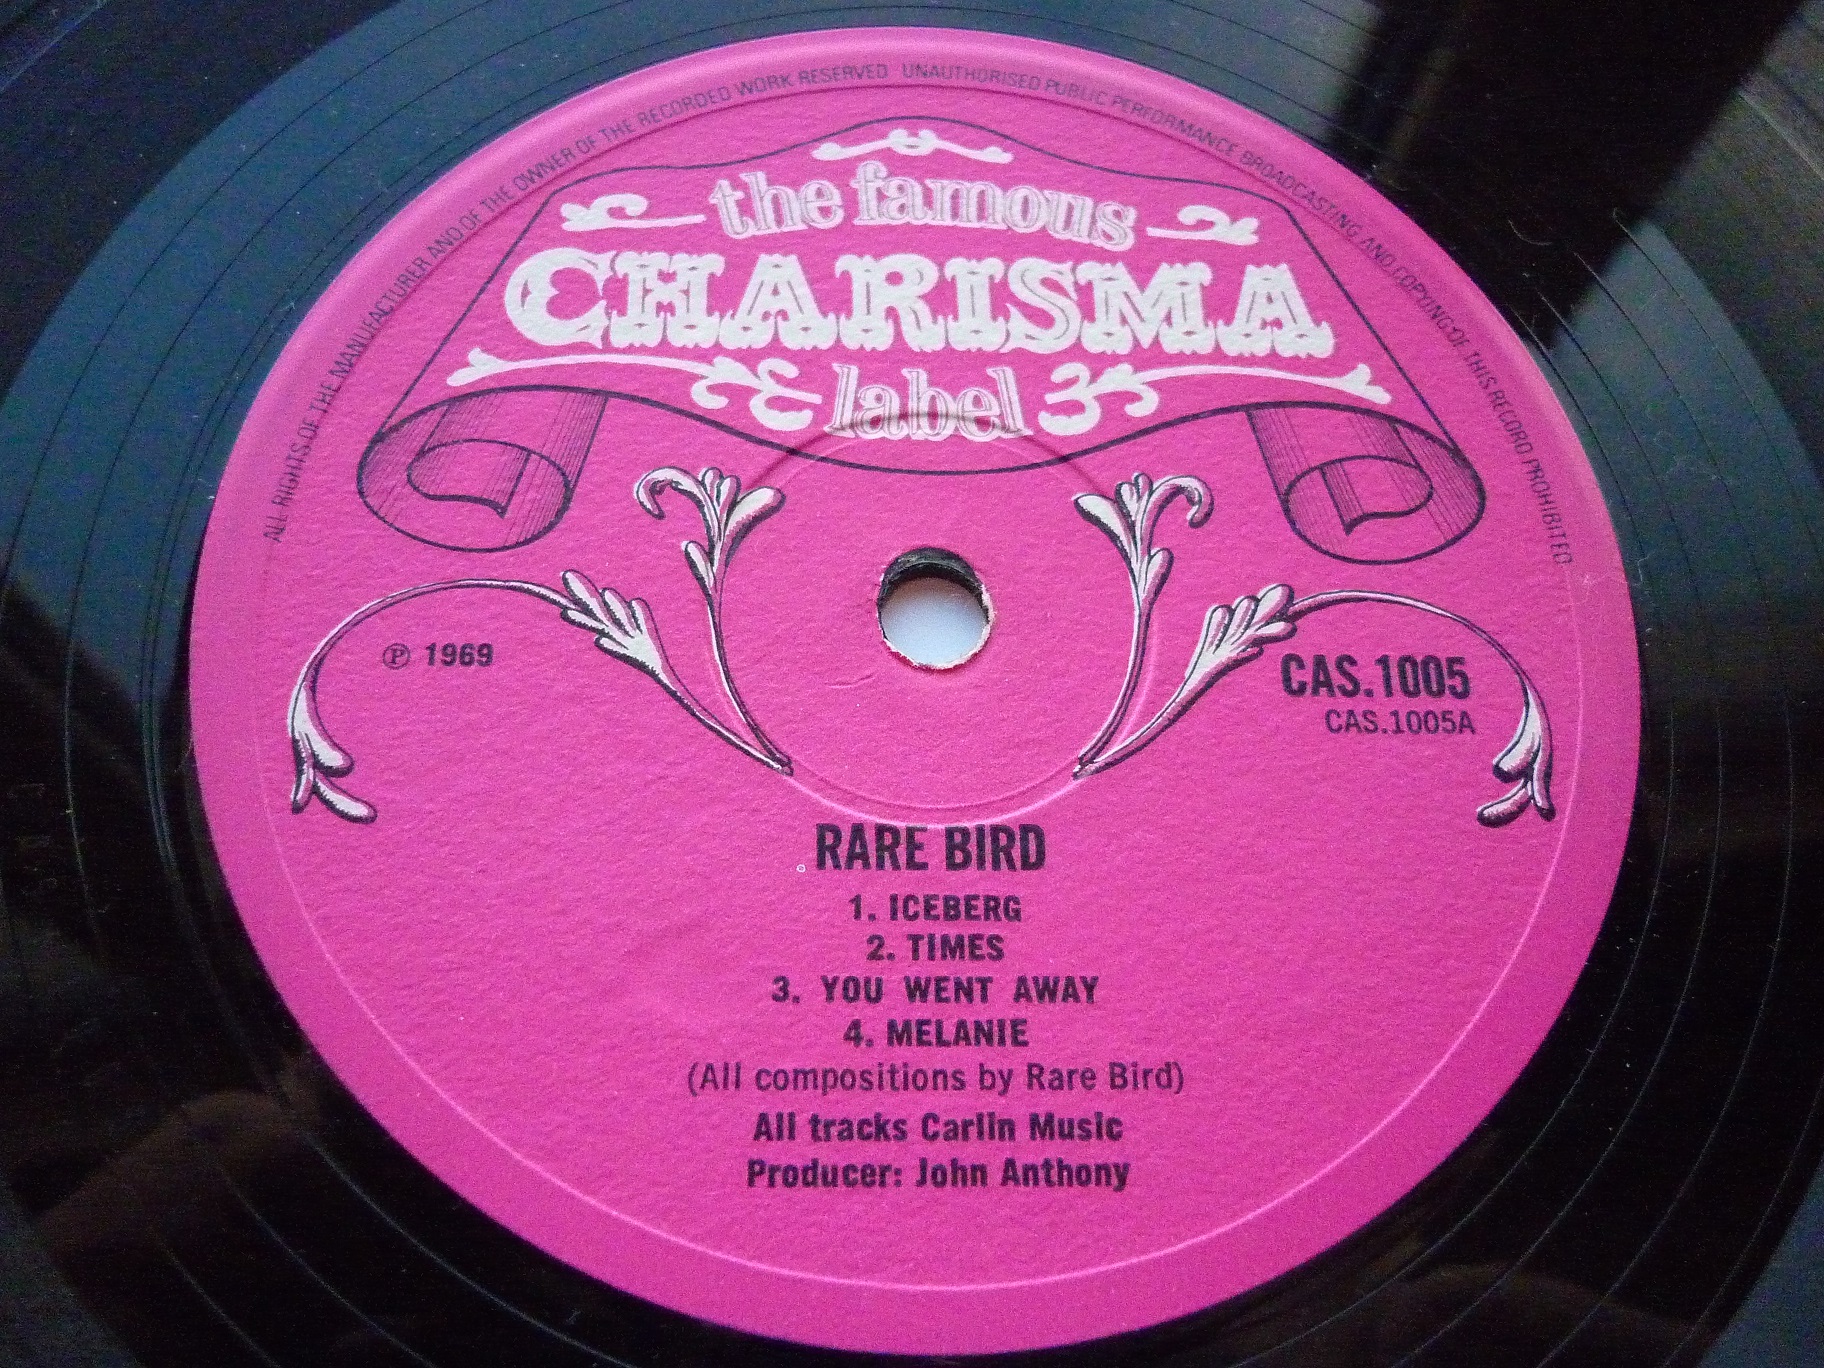 ALL RIGHTS OF THE MANUFACTURER AND OF THE OWNER OF THE RECORDED WORK RESERVED UNAUTHORISED PUBLIC PERFORMANCE BROADCASTING AND COPYING OF THIS RECORD PROHIBITED
the famous
CHARISMA
label
℗ 1969
CAS.1005
CAS.1005A
RARE BIRD
1. ICEBERG
2. TIMES
3. YOU WENT AWAY
4. MELANIE
(All compositions by Rare Bird)
All tracks Carlin Music
Producer: John Anthony